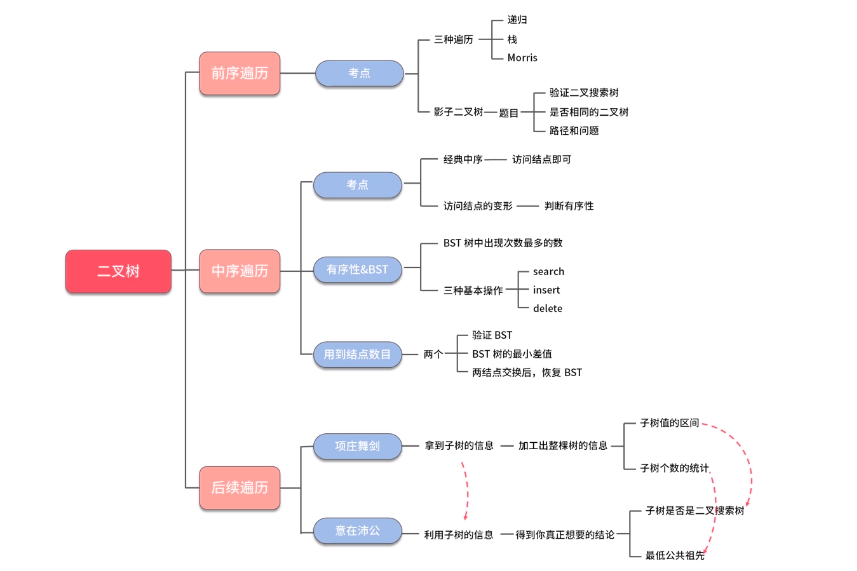 二叉树
前序遍历
考点
三种遍历
递归
栈
Morris
影子二叉树
题目
验证二叉搜索树
是否相同的二叉树
路径和问题
中序遍历
考点
经典中序
访问结点即可
访问结点的变形
判断有序性
有序性&BST
BST 树中出现次数最多的数
三种基本操作
search
insert
delete
用到结点数目
两个
验证 BST
BST 树的最小差值
两结点交换后，恢复 BST
后续遍历
项庄舞剑
拿到子树的信息
加工出整棵树的信息
子树值的区间
子树个数的统计
意在沛公
利用子树的信息
得到你真正想要的结论
子树是否是二叉搜索树
最低公共祖先